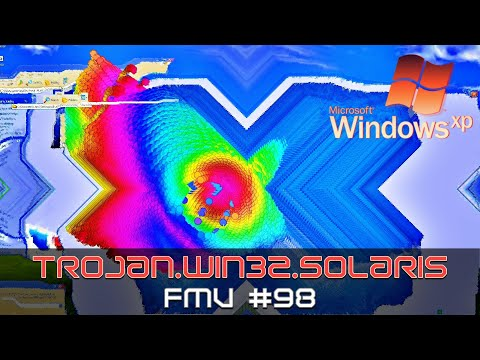 Microsoft®
Windows xp
TROJAN.WIN32.SOLARIS
FMV #98